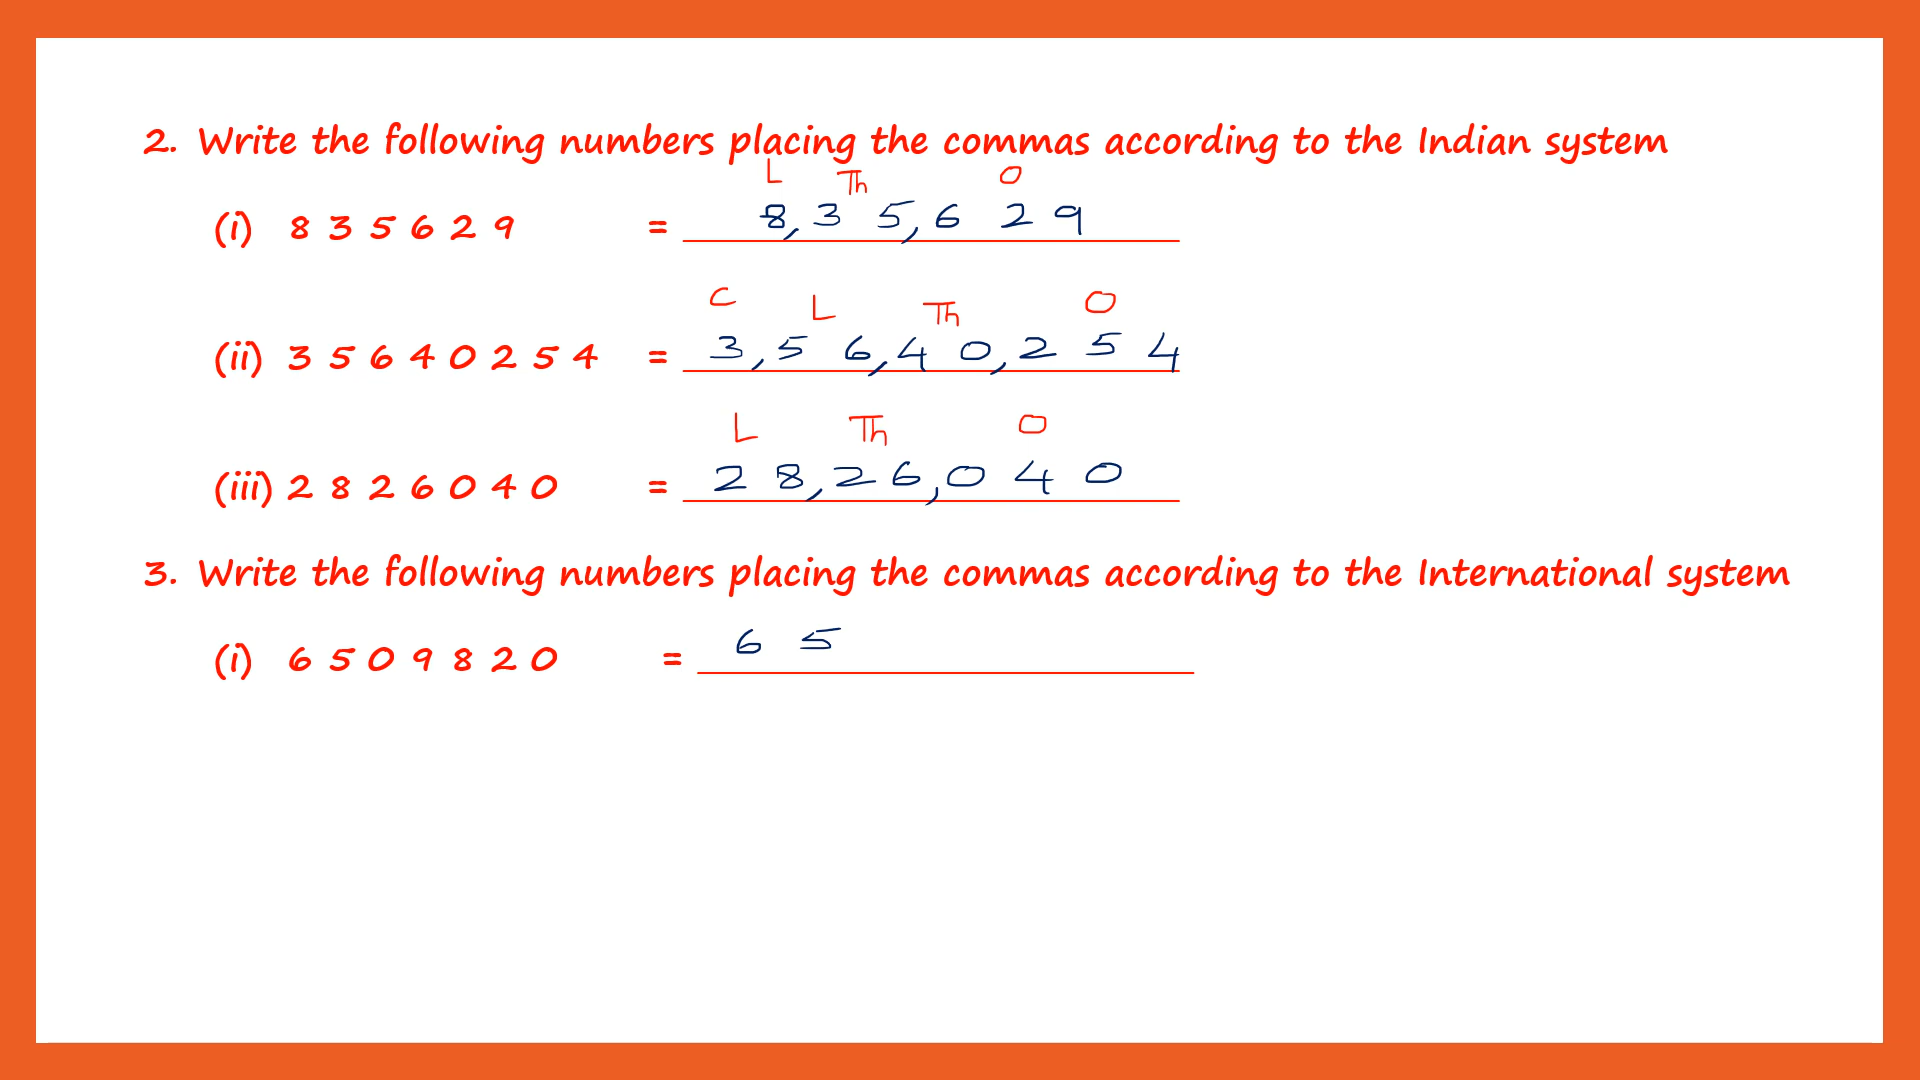 2. Write the following numbers placing the commas according to the Indian system
L Th O
(i) 8 3 5 6 2 9 = 8,3 5,6 2 9
C L Th O
(ii) 3 5 6 4 0 2 5 4 = 3,5 6,4 0,2 5 4
L Th O
(iii) 2 8 2 6 0 4 0 = 2 8,2 6,0 4 0
3. Write the following numbers placing the commas according to the International system
(i) 6 5 0 9 8 2 0 = 6 5